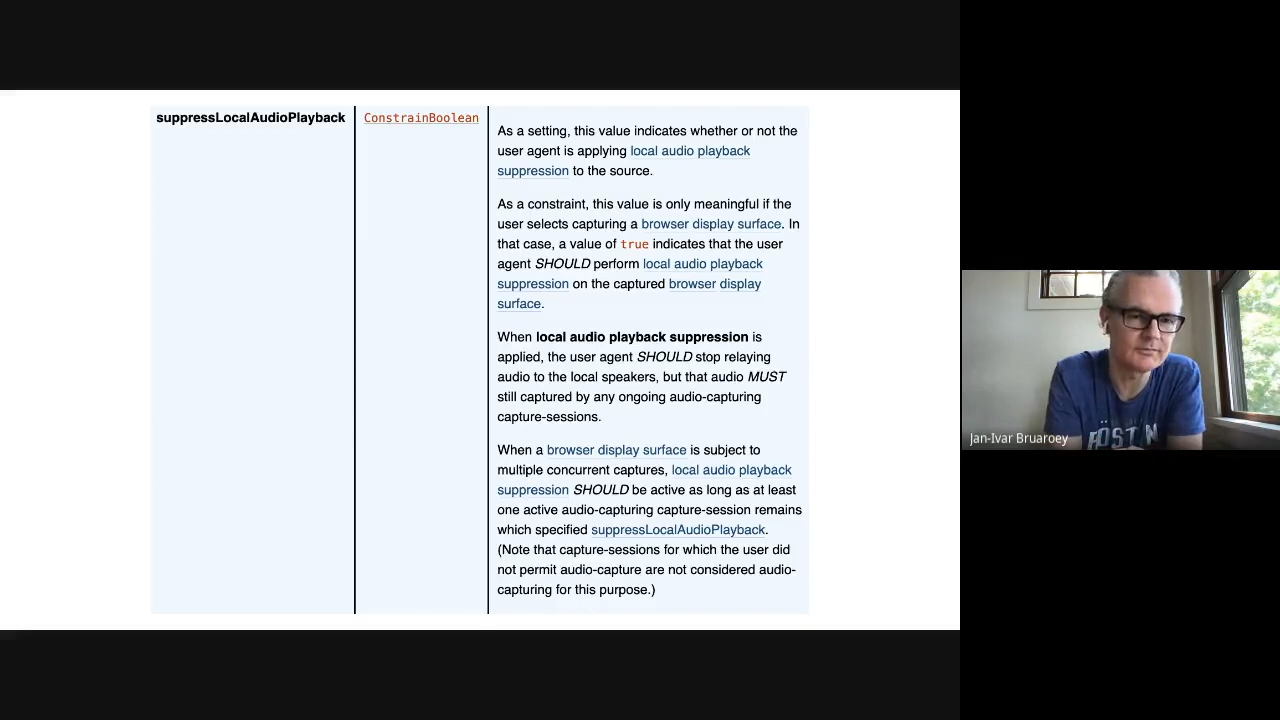 suppressLocalAudioPlayback
ConstrainBoolean
As a setting, this value indicates whether or not the
user agent is applying local audio playback
suppression to the source.
As a constraint, this value is only meaningful if the
user selects capturing a browser display surface. In
that case, a value of true indicates that the user
agent SHOULD perform local audio playback
suppression on the captured browser display
surface.
When local audio playback suppression is
applied, the user agent SHOULD stop relaying
audio to the local speakers, but that audio MUST
still captured by any ongoing audio-capturing
capture-sessions.
When a browser display surface is subject to
multiple concurrent captures, local audio playback
suppression SHOULD be active as long as at least
one active audio-capturing capture-session remains
which specified suppressLocalAudioPlayback.
(Note that capture-sessions for which the user did
not permit audio-capture are not considered audio-
capturing for this purpose.)
Jan-Ivar Bruaroey